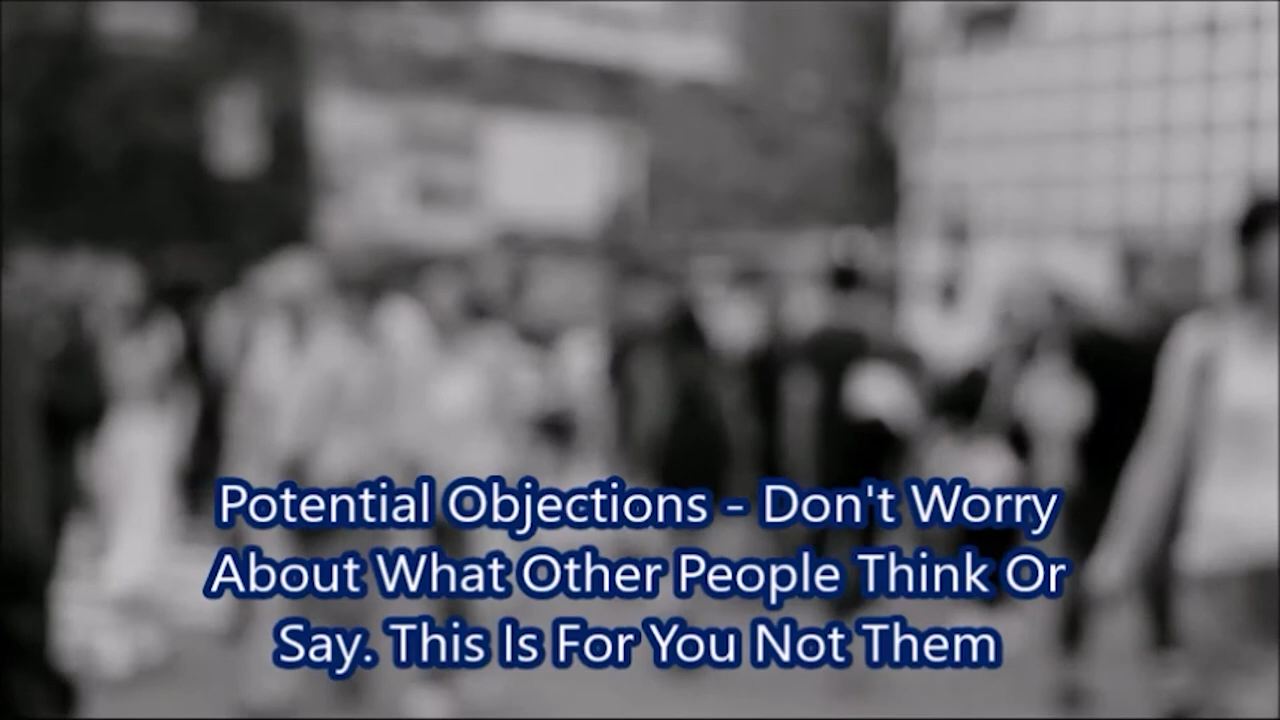 Potential Objections - Don't Worry
About What Other People Think Or
Say. This Is For You Not Them